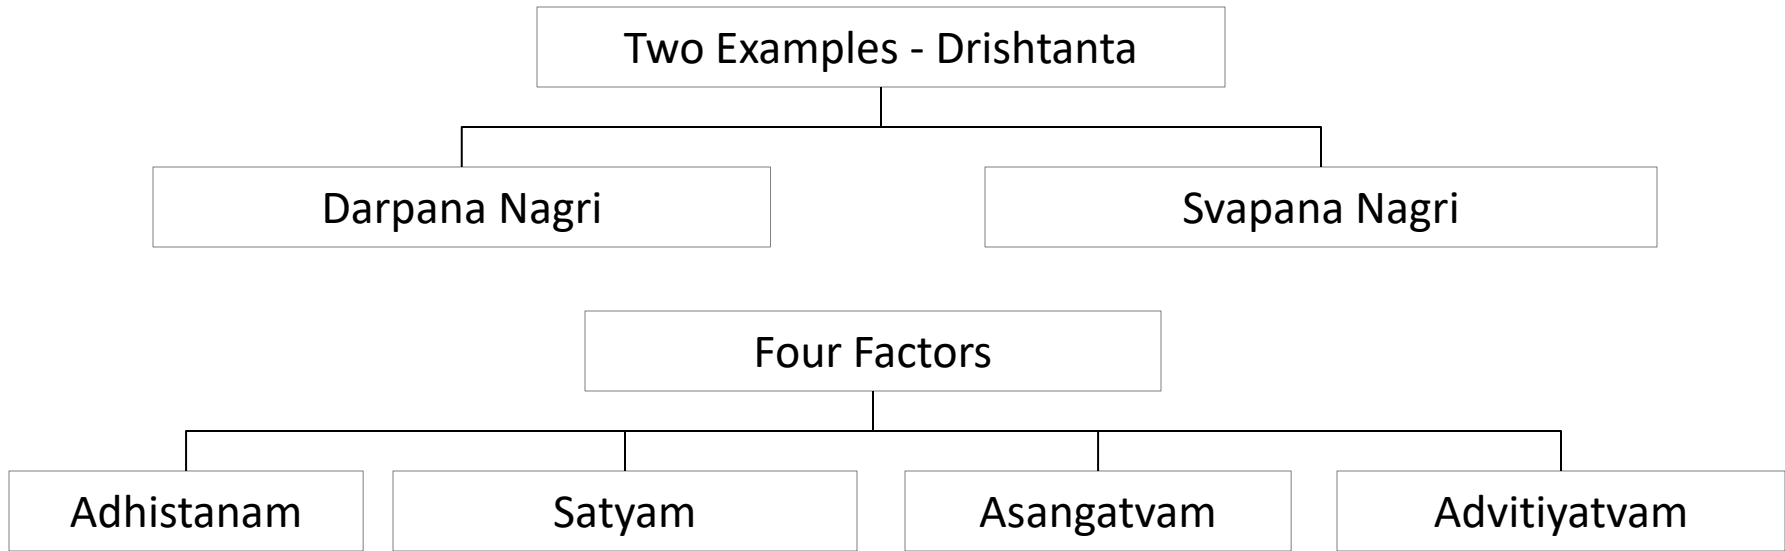 Two Examples - Drishtanta
Darpana Nagri
Svapana Nagri
Four Factors
Adhistanam
Satyam
Asangatvam
Advitiyatvam